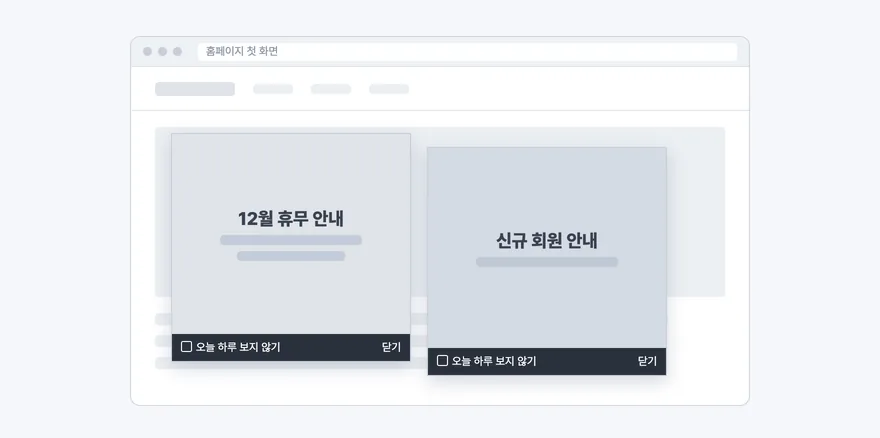 홈페이지 첫 화면
12월 휴무 안내
오늘 하루 보지 않기
닫기
신규 회원 안내
오늘 하루 보지 않기
닫기